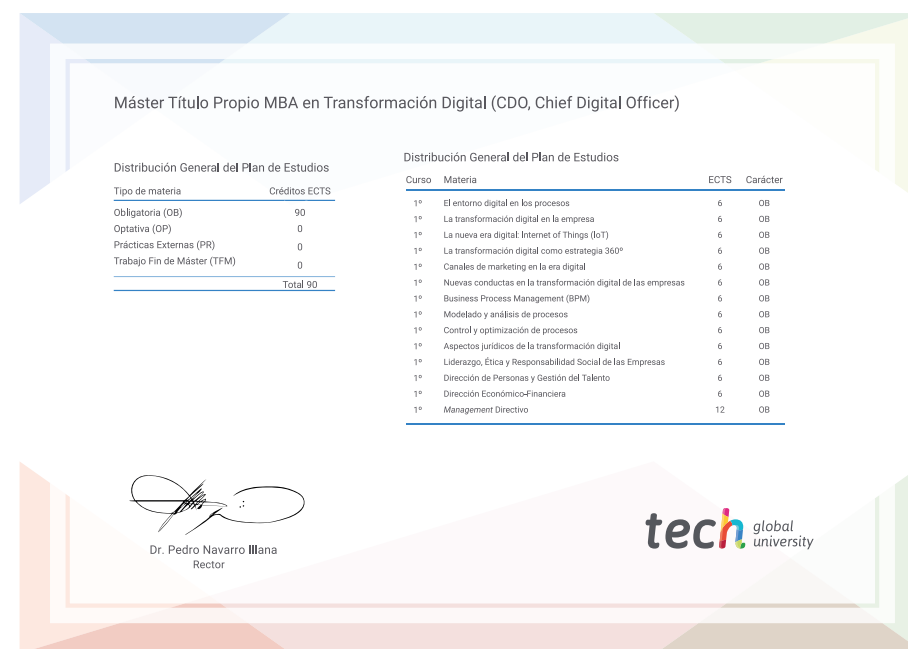 Máster Título Propio MBA en Transformación Digital (CDO, Chief Digital Officer)
Distribución General del Plan de Estudios
Tipo de materia Créditos ECTS
Obligatoria (OB) 90
Optativa (OP) 0
Prácticas Externas (PR) 0
Trabajo Fin de Máster (TFM) 0
Total 90
Distribución General del Plan de Estudios
Curso Materia ECTS Carácter
1º El entorno digital en los procesos 6 OB
1º La transformación digital en la empresa 6 OB
1º La nueva era digital: Internet of Things (IoT) 6 OB
1º La transformación digital como estrategia 360º 6 OB
1º Canales de marketing en la era digital 6 OB
1º Nuevas conductas en la transformación digital de las empresas 6 OB
1º Business Process Management (BPM) 6 OB
1º Modelado y análisis de procesos 6 OB
1º Control y optimización de procesos 6 OB
1º Aspectos jurídicos de la transformación digital 6 OB
1º Liderazgo, Ética y Responsabilidad Social de las Empresas 6 OB
1º Dirección de Personas y Gestión del Talento 6 OB
1º Dirección Económico-Financiera 6 OB
1º Management Directivo 12 OB
Dr. Pedro Navarro Illana
Rector
tech global
university